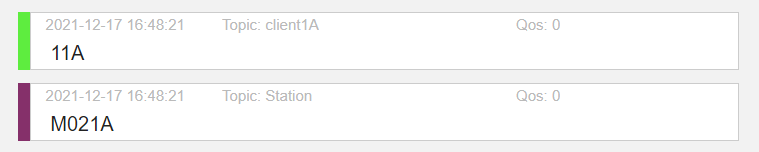 2021-12-17 16:48:21 Topic: client1A Qos: 0
11A
2021-12-17 16:48:21 Topic: Station Qos: 0
M021A